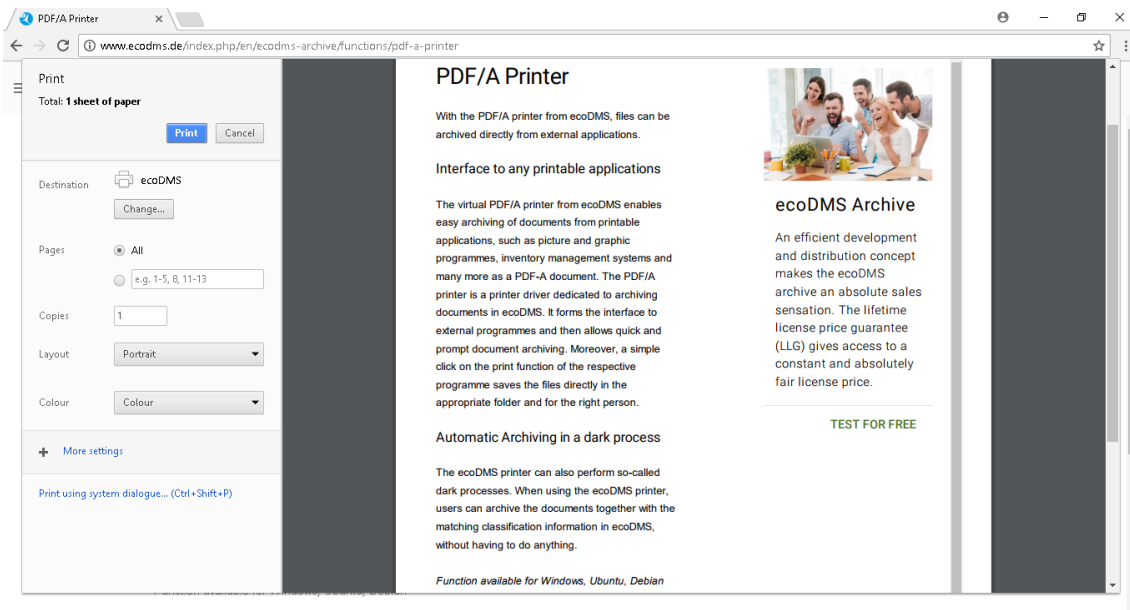 PDF/A Printer
www.ecodms.de/index.php/en/ecodms-archive/functions/pdf-a-printer
Print
Total: 1 sheet of paper
Print
Cancel
Destination
ecoDMS
Change...
Pages
All
e.g. 1-5, 8, 11-13
Copies
1
Layout
Portrait
Colour
Colour
More settings
Print using system dialogue... (Ctrl+Shift+P)
PDF/A Printer
With the PDF/A printer from ecoDMS, files can be
archived directly from external applications.
Interface to any printable applications
The virtual PDF/A printer from ecoDMS enables
easy archiving of documents from printable
applications, such as picture and graphic
programmes, inventory management systems and
many more as a PDF-A document. The PDF/A
printer is a printer driver dedicated to archiving
documents in ecoDMS. It forms the interface to
external programmes and then allows quick and
prompt document archiving. Moreover, a simple
click on the print function of the respective
programme saves the files directly in the
appropriate folder and for the right person.
Automatic Archiving in a dark process
The ecoDMS printer can also perform so-called
dark processes. When using the ecoDMS printer,
users can archive the documents together with the
matching classification information in ecoDMS,
without having to do anything.
Function available for Windows, Ubuntu, Debian
ecoDMS Archive
An efficient development
and distribution concept
makes the ecoDMS
archive an absolute sales
sensation. The lifetime
license price guarantee
(LLG) gives access to a
constant and absolutely
fair license price.
TEST FOR FREE